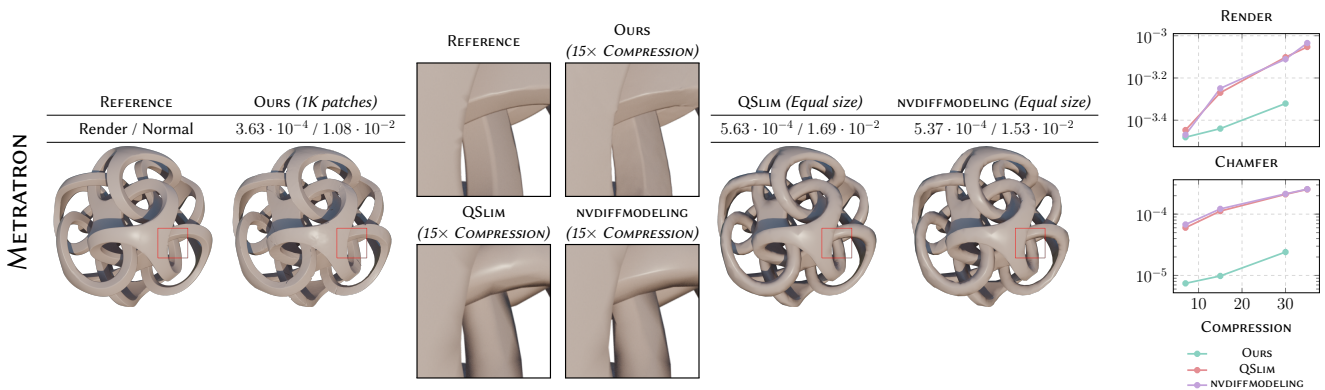 METRATRON
REFERENCE
Render / Normal
OURS (1K patches)
3.63 · 10⁻⁴ / 1.08 · 10⁻²
REFERENCE
OURS
(15× COMPRESSION)
QSLIM
(15× COMPRESSION)
NVDIFFMODELING
(15× COMPRESSION)
QSLIM (Equal size)
5.63 · 10⁻⁴ / 1.69 · 10⁻²
NVDIFFMODELING (Equal size)
5.37 · 10⁻⁴ / 1.53 · 10⁻²
RENDER
10⁻³
10⁻³·²
10⁻³·⁴
CHAMFER
10⁻⁴
10⁻⁵
10 20 30
COMPRESSION
OURS
QSLIM
NVDIFFMODELING